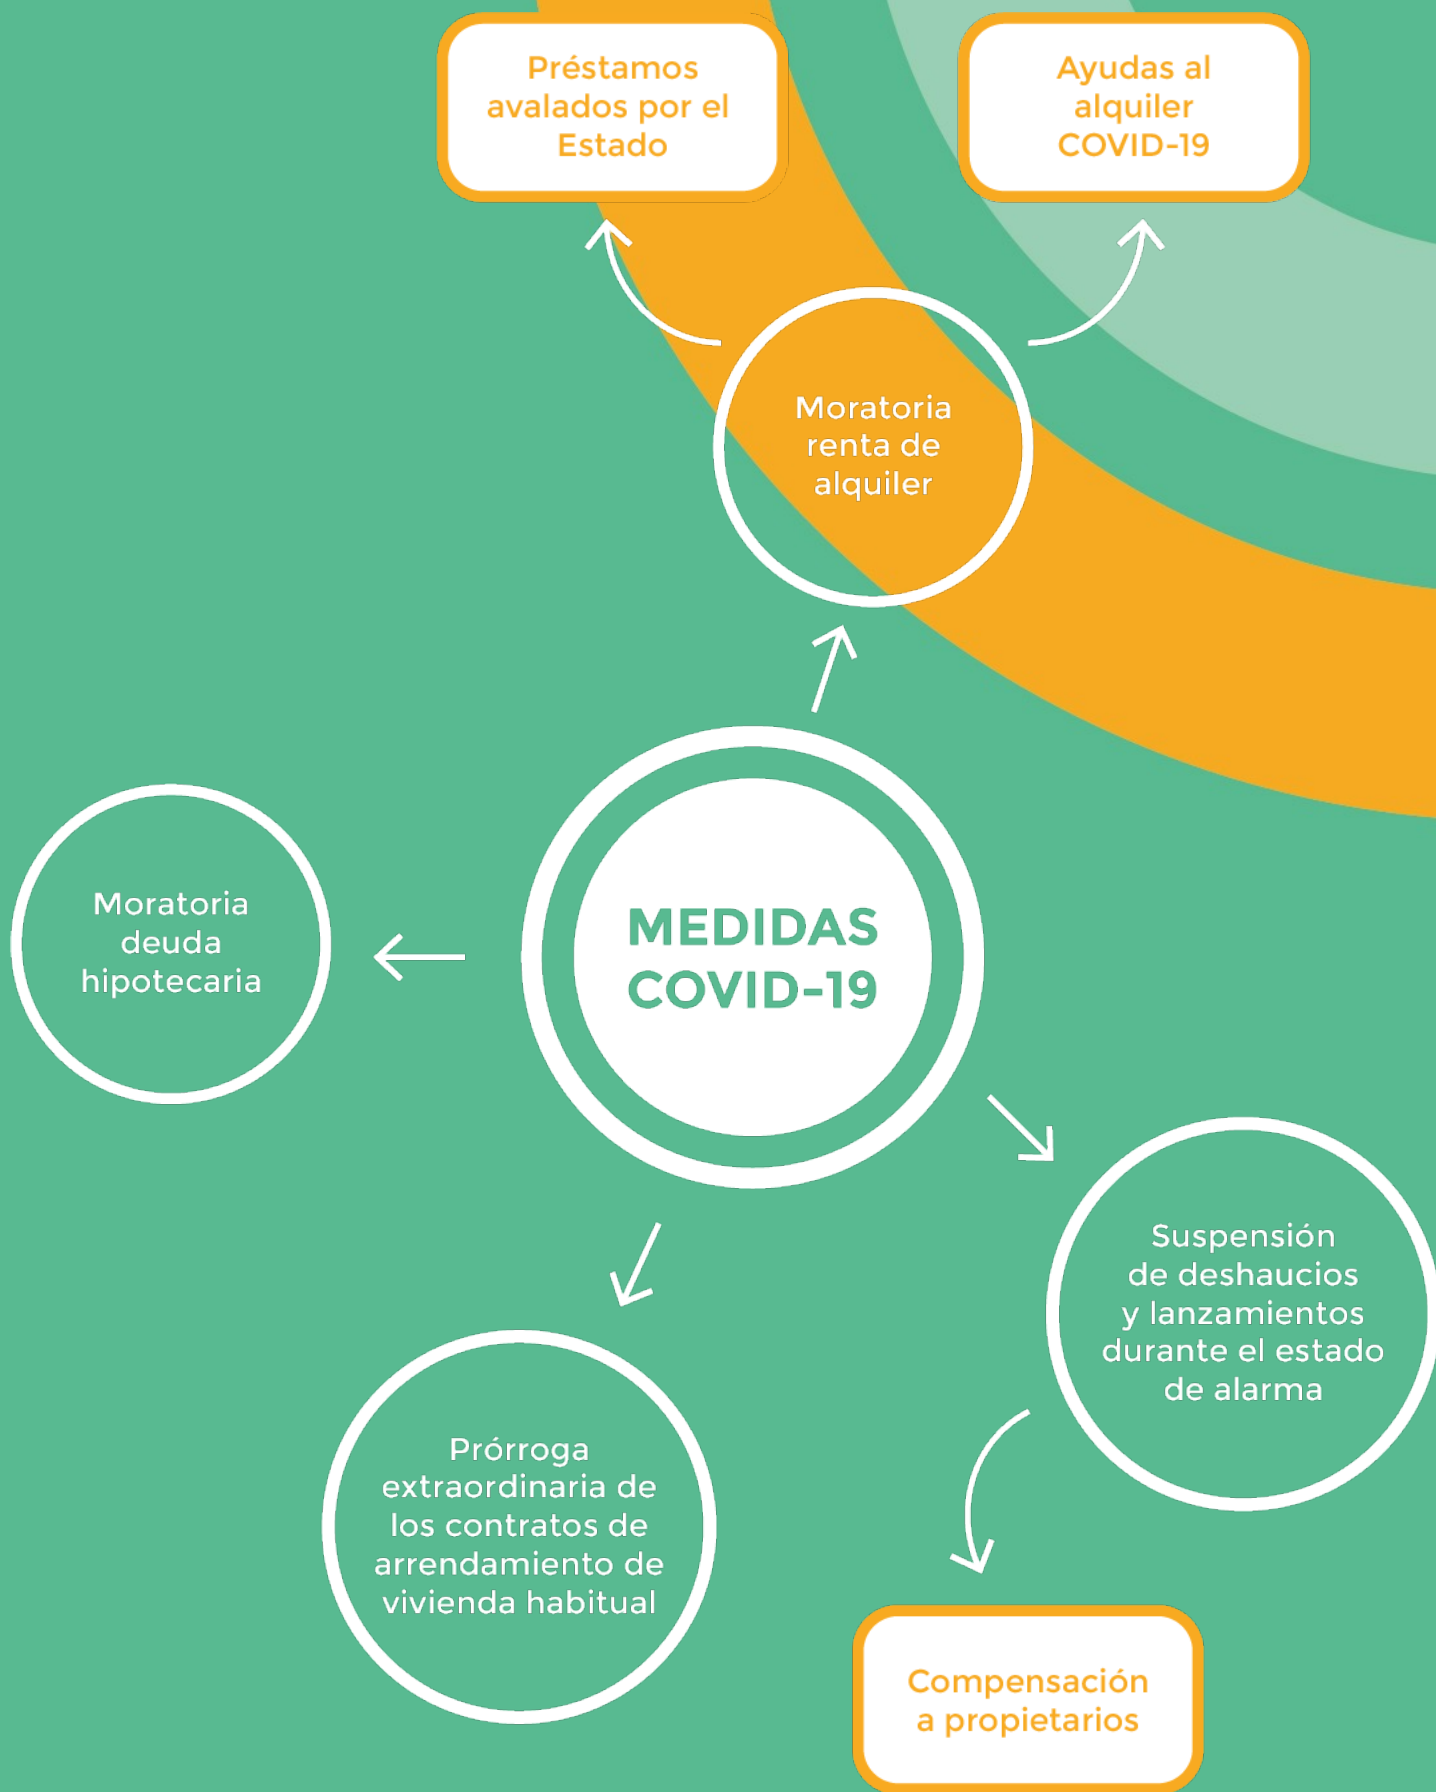 Préstamos
avalados por el
Estado
Ayudas al
alquiler
COVID-19
Moratoria
renta de
alquiler
Moratoria
deuda
hipotecaria
MEDIDAS
COVID-19
Suspensión
de deshaucios
y lanzamientos
durante el estado
de alarma
Prórroga
extraordinaria de
los contratos de
arrendamiento de
vivienda habitual
Compensación
a propietarios